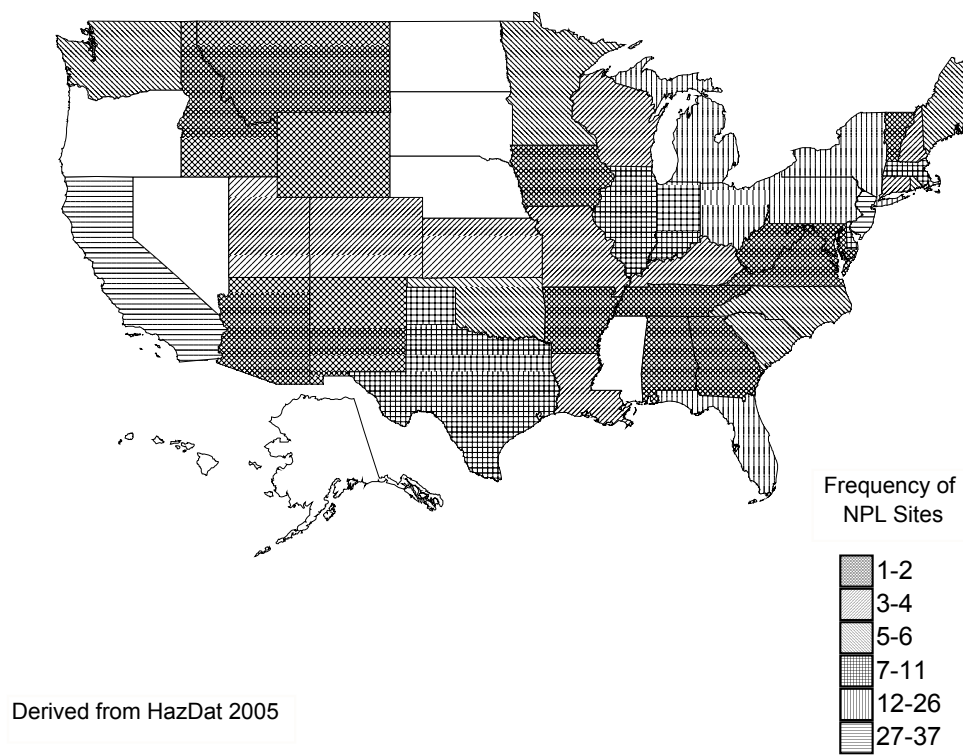 Frequency of
NPL Sites
1-2
3-4
5-6
7-11
12-26
27-37
Derived from HazDat 2005